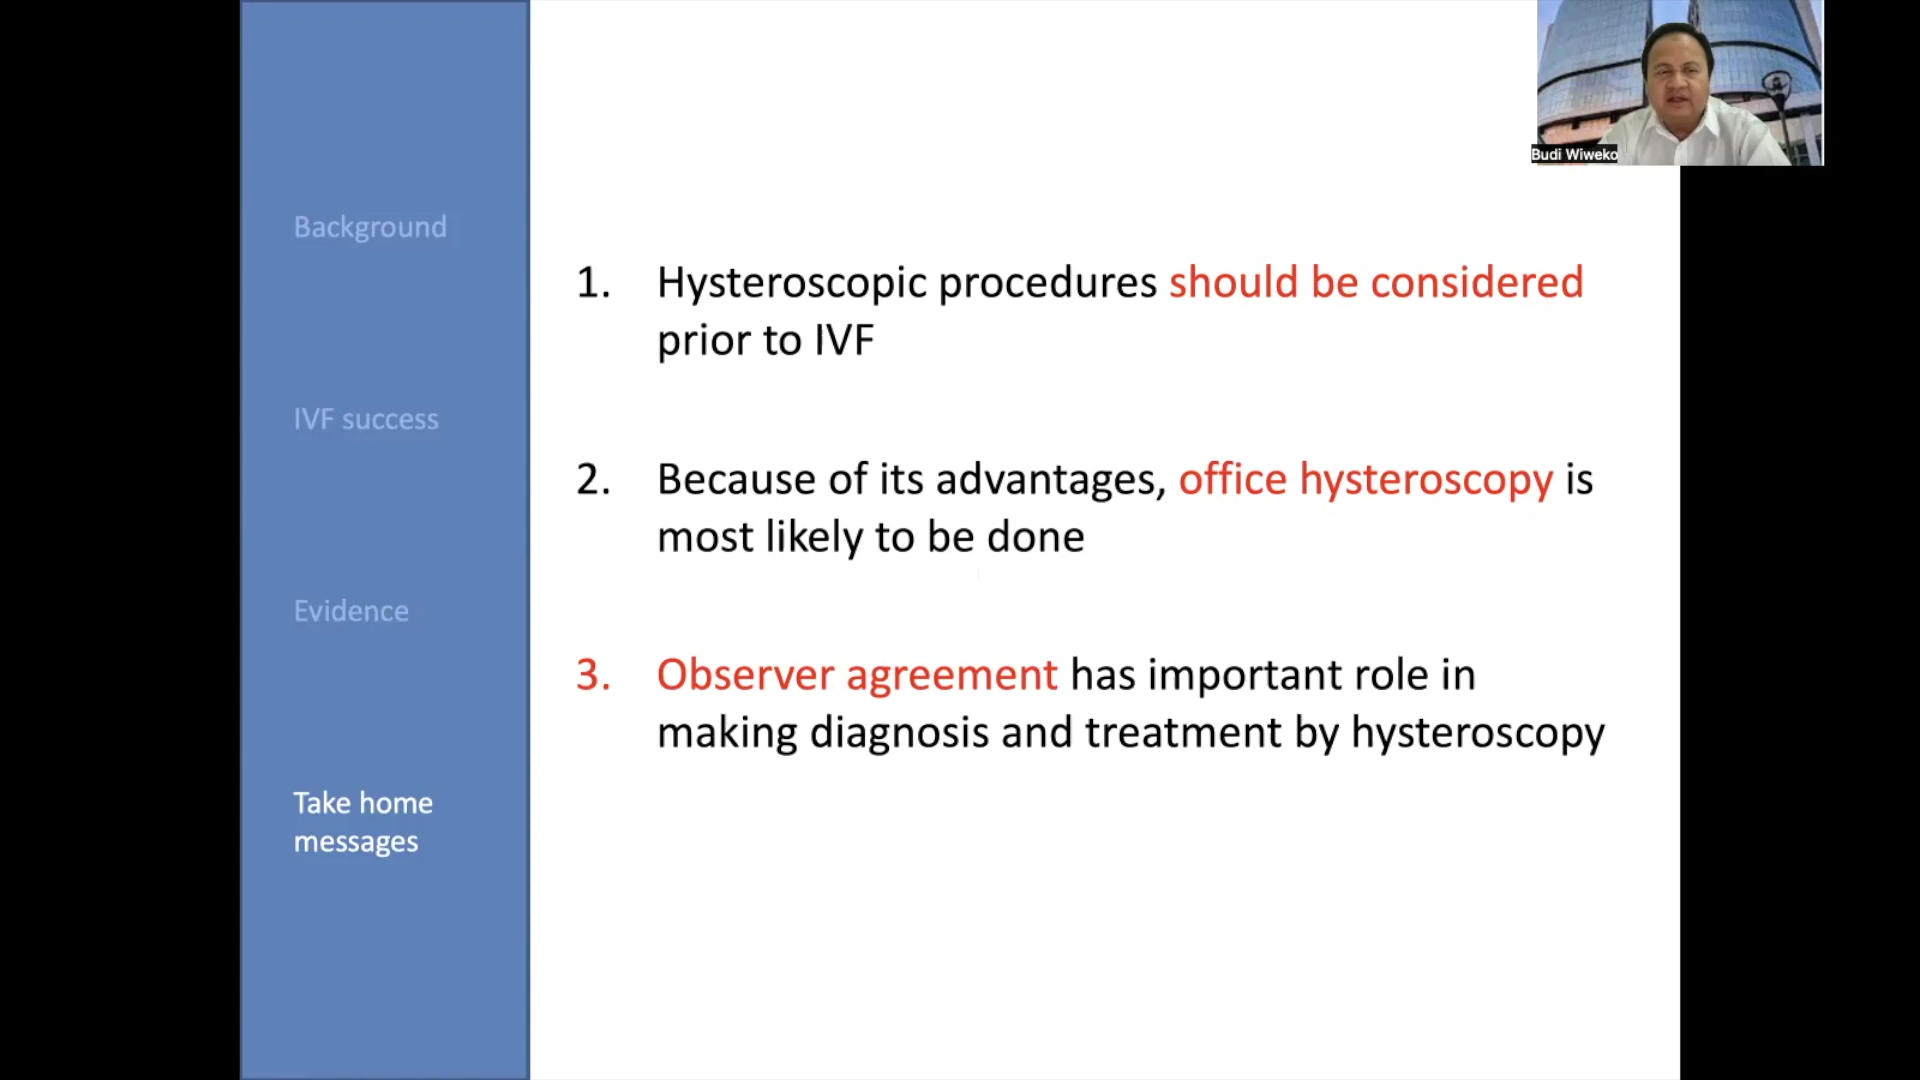 Budi Wiweko
Background
IVF success
Evidence
Take home
messages
1. Hysteroscopic procedures should be considered
prior to IVF
2. Because of its advantages, office hysteroscopy is
most likely to be done
3. Observer agreement has important role in
making diagnosis and treatment by hysteroscopy